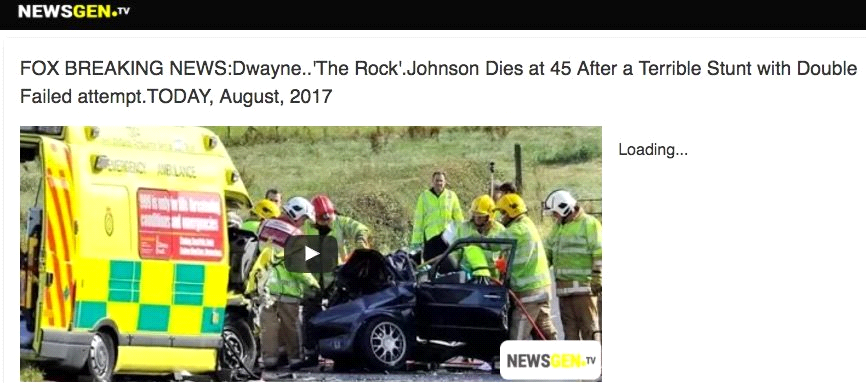 NEWSGEN.TV
FOX BREAKING NEWS:Dwayne..'The Rock'.Johnson Dies at 45 After a Terrible Stunt with Double
Failed attempt.TODAY, August, 2017
Loading...
EMERGENCY AMBULANCE
999 is only for life threatening
conditions and emergencies
NEWSGEN.TV